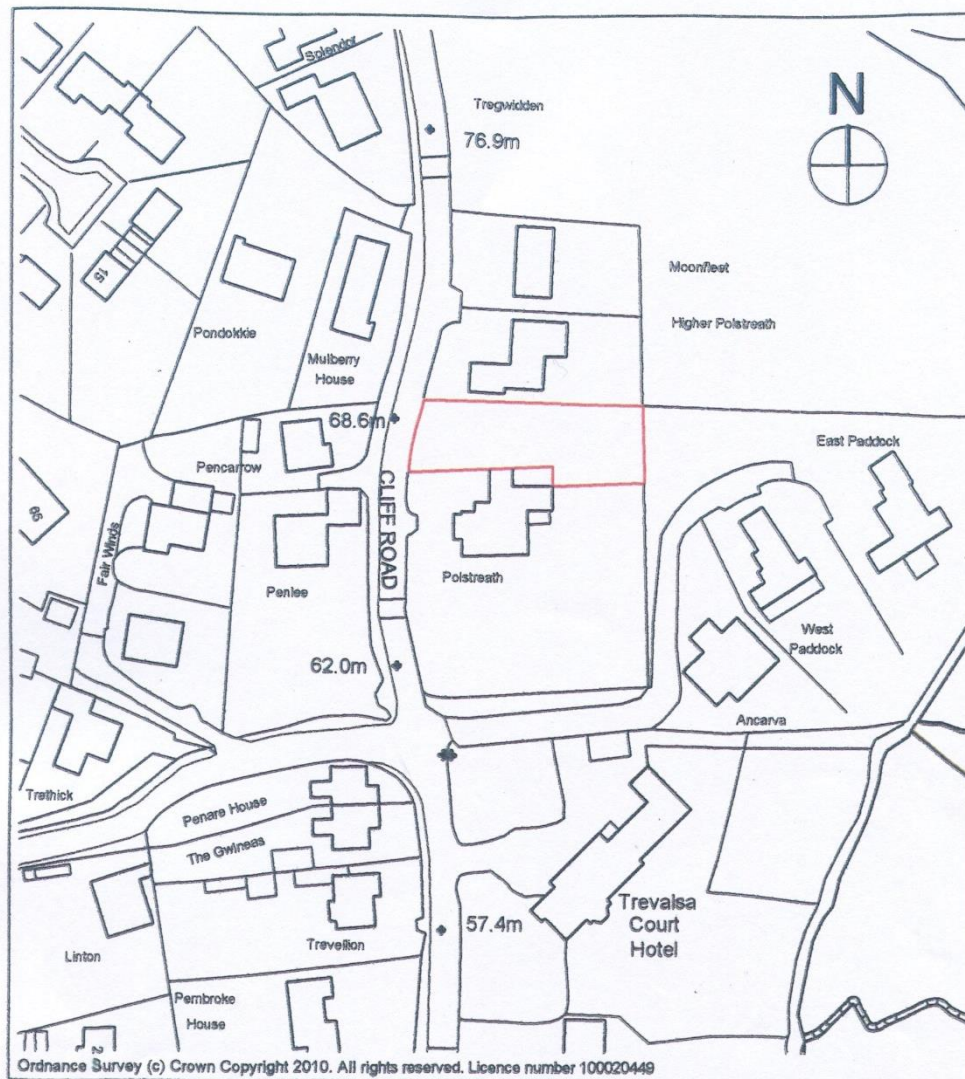 Splendor
Tregwidden
N
76.9m
15
Moonfleet
Pondokkie
Higher Polstreath
Mulberry
House
68.6m
East Paddock
Pencarrow
CLIFF ROAD
65
Fair Winds
Penlee
Polstreath
West
Paddock
62.0m
Ancarva
Trethick
Penare House
The Gwineas
Trevalsa
Court
Hotel
57.4m
Linton
Trevellion
Pembroke
House
2
Ordnance Survey (c) Crown Copyright 2010. All rights reserved. Licence number 100020449